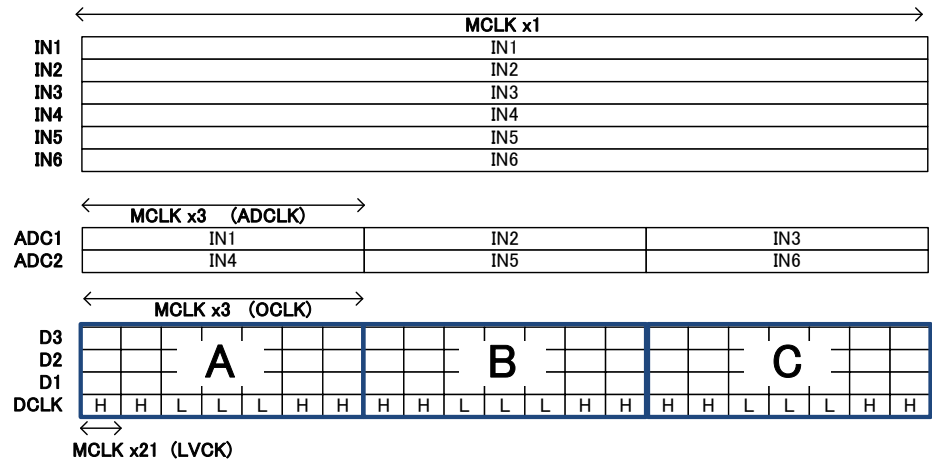 MCLK x1
IN1 IN1
IN2 IN2
IN3 IN3
IN4 IN4
IN5 IN5
IN6 IN6
MCLK x3 (ADCLK)
ADC1 IN1 IN2 IN3
ADC2 IN4 IN5 IN6
MCLK x3 (OCLK)
D3
D2 A B C
D1
DCLK H H L L L H H H H L L L H H H H L L L H H
MCLK x21 (LVCK)